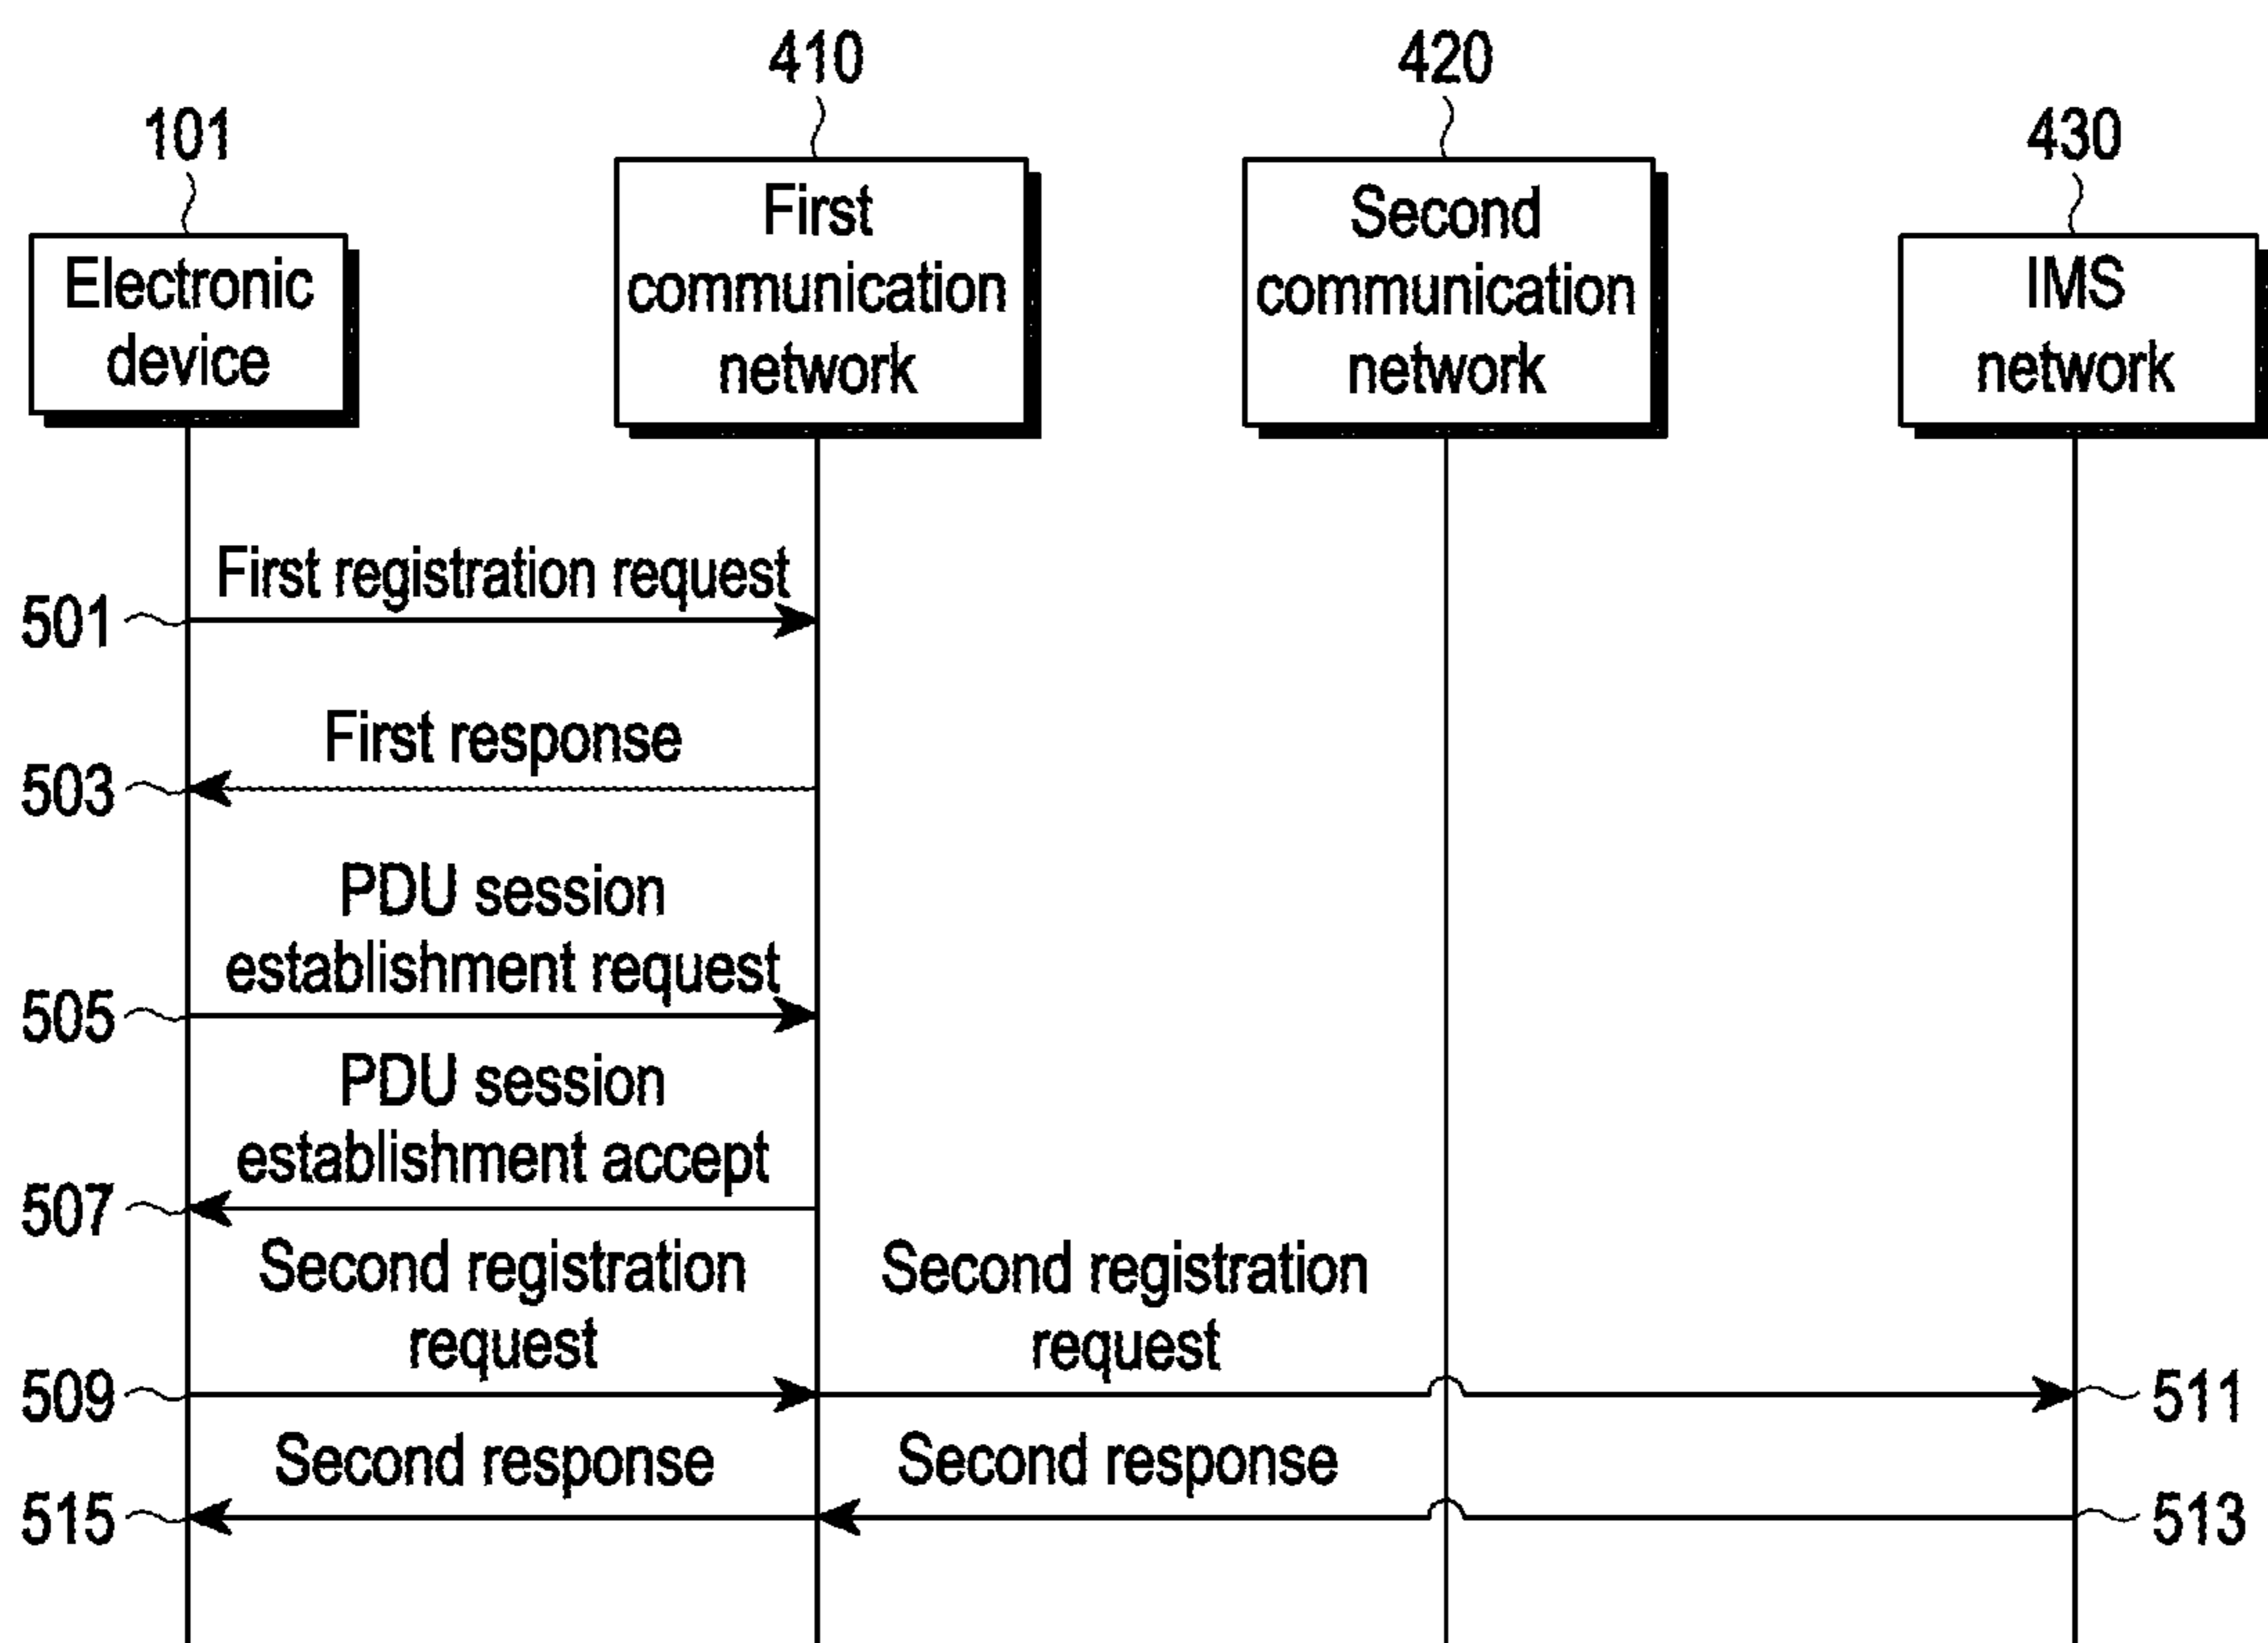 410
420
101
430
First
communication
network
Second
communication
network
Electronic
device
IMS
network
First registration request
501
First response
503
PDU session
establishment request
505
PDU session
establishment accept
507
Second registration
request
Second registration
request
509
511
Second response
Second response
515
513